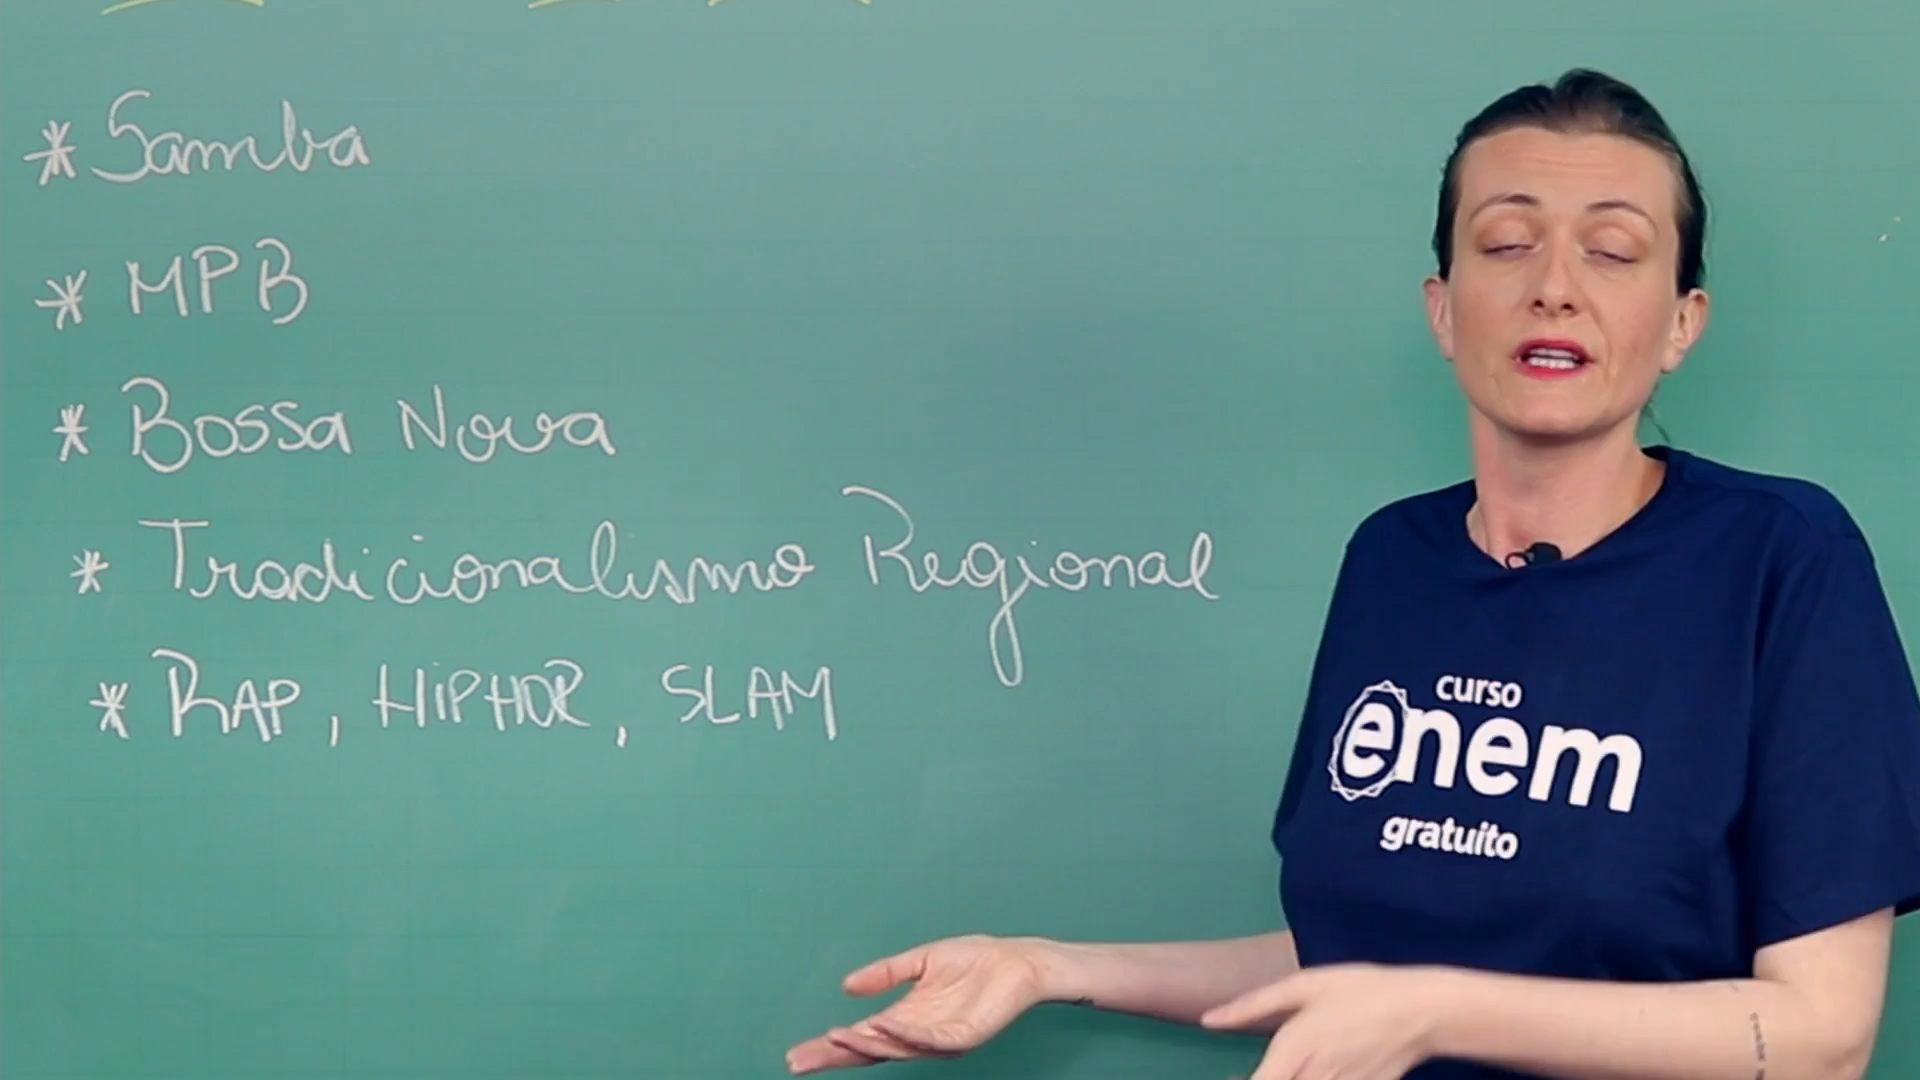 * Samba
* MPB
* Bossa Nova
* Tradicionalismo Regional
* RAP, HIPHOP, SLAM
curso
enem
gratuito